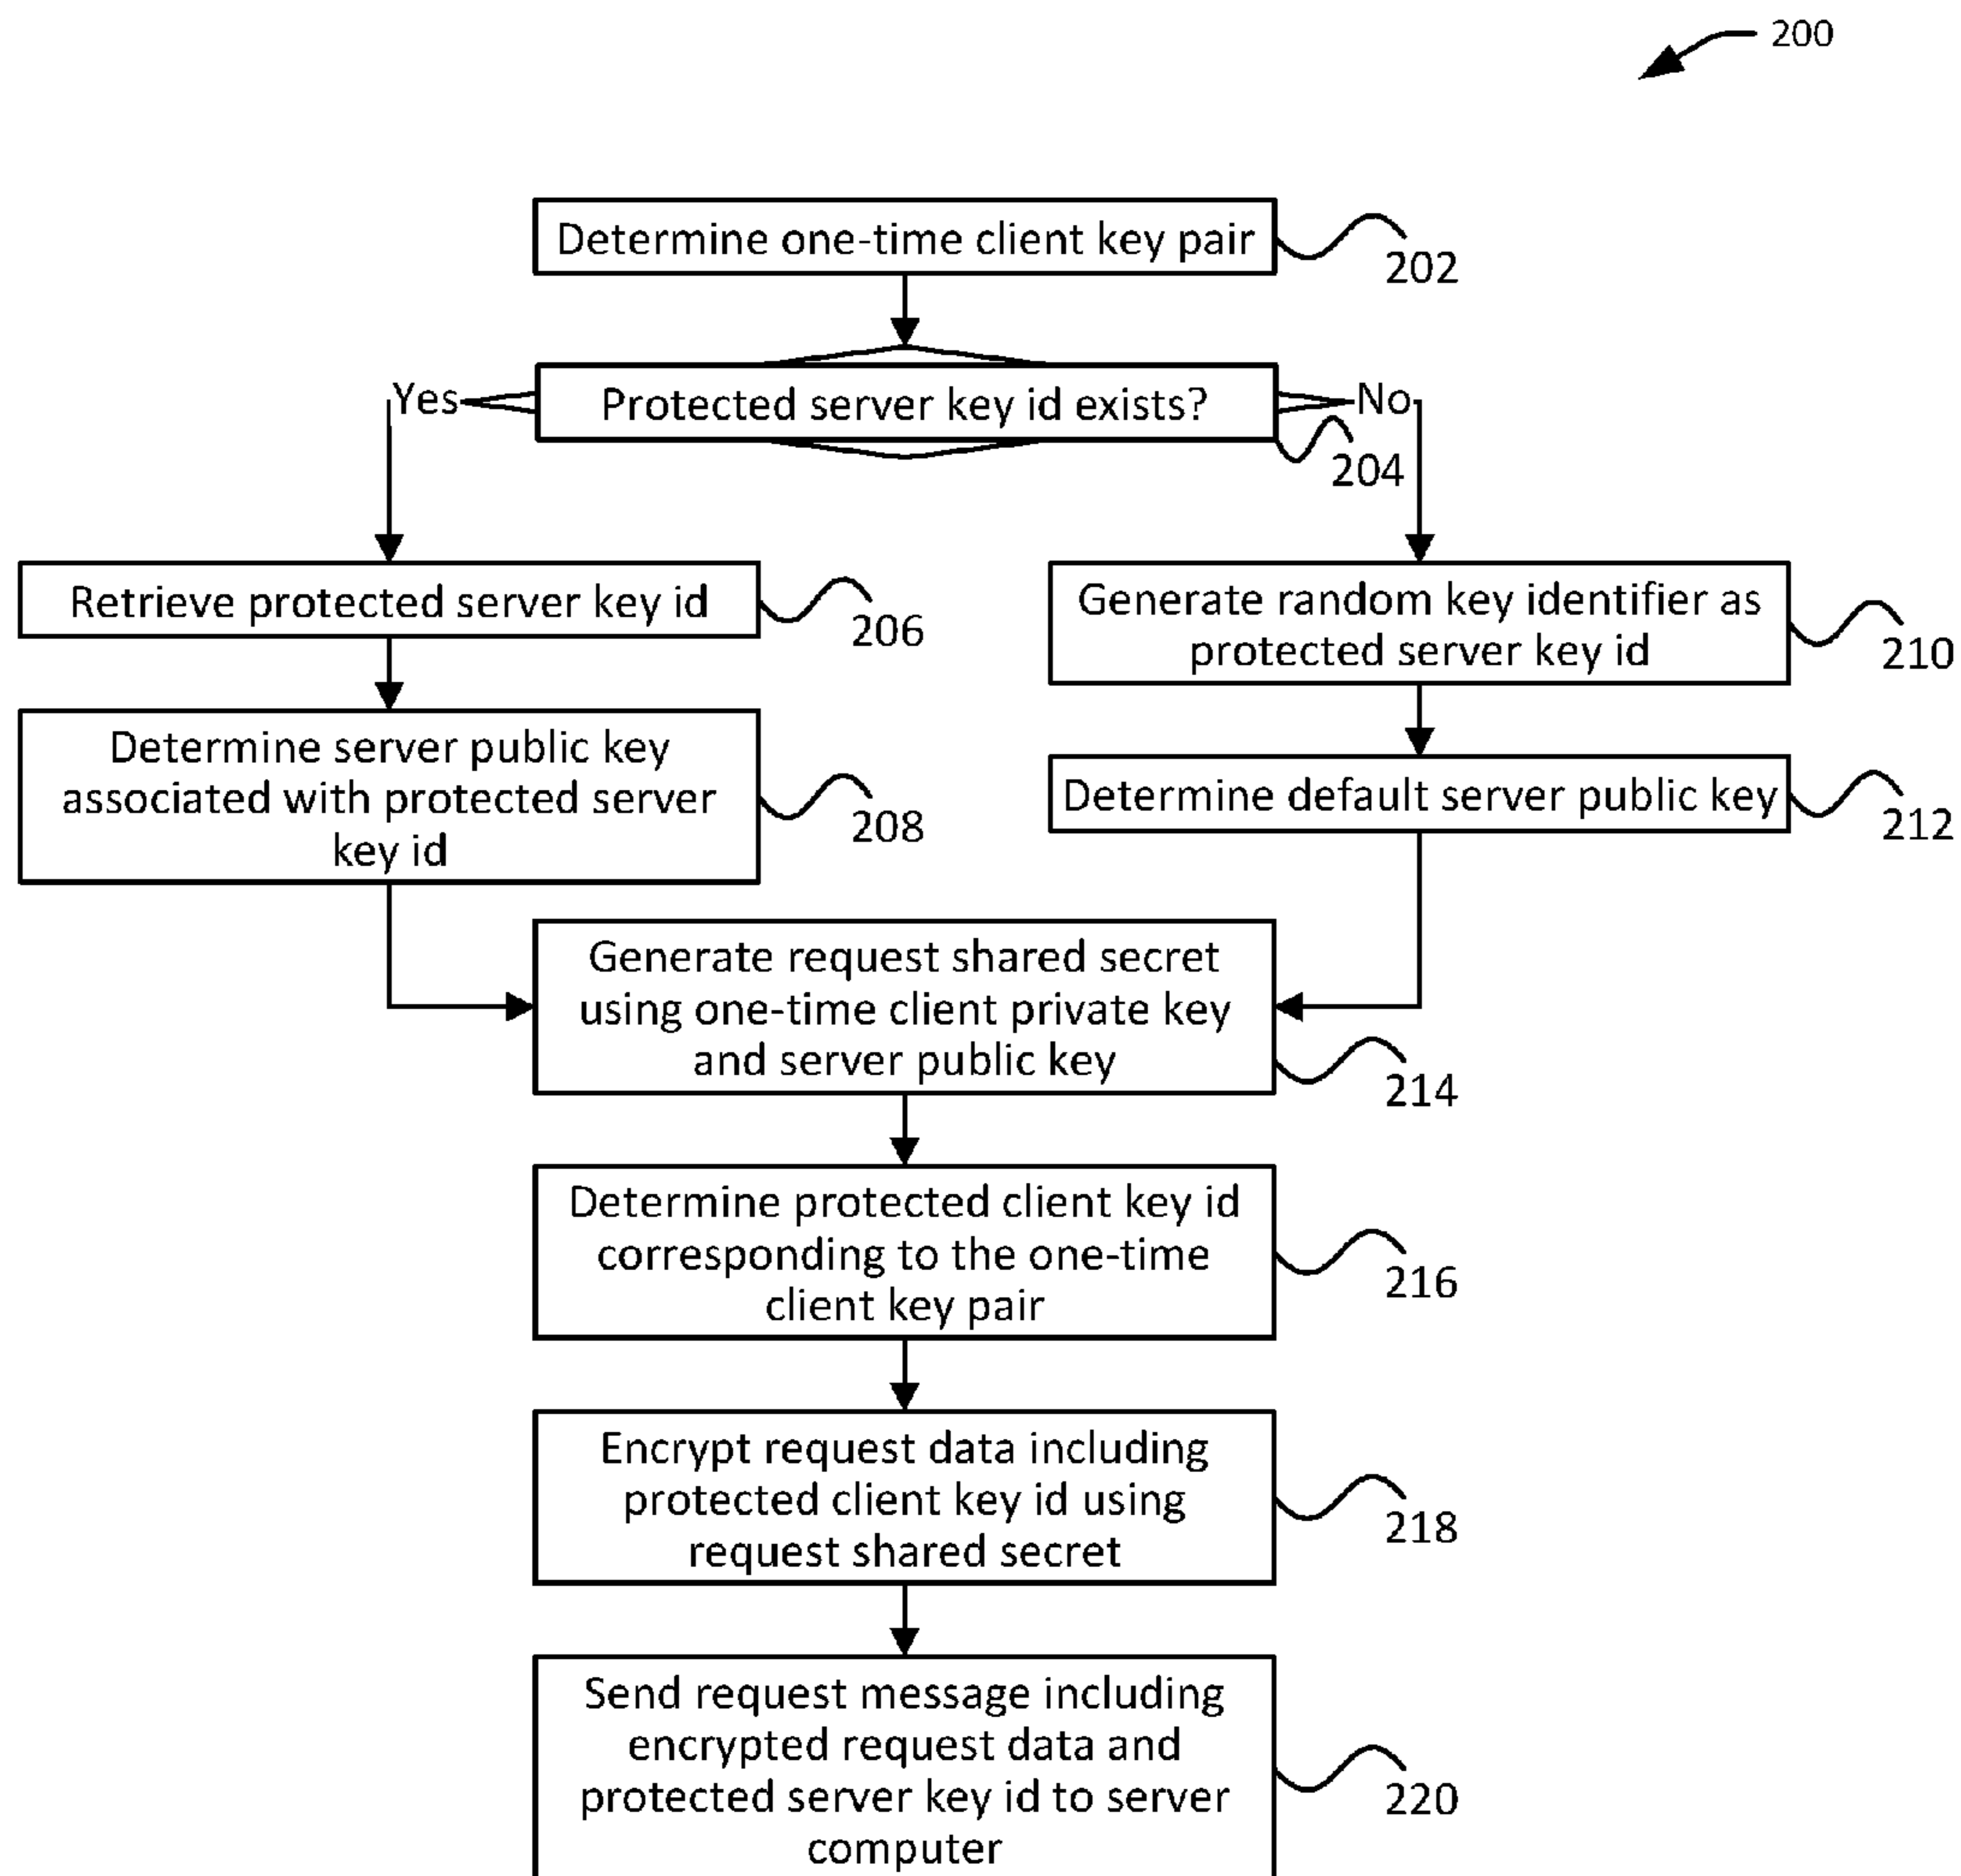 200
Determine one-time client key pair
202
Protected server key id exists?
Yes
No
204
Retrieve protected server key id
206
Generate random key identifier as
protected server key id
210
Determine server public key
associated with protected server
key id
208
Determine default server public key
212
Generate request shared secret
using one-time client private key
and server public key
214
Determine protected client key id
corresponding to the one-time
client key pair
216
Encrypt request data including
protected client key id using
request shared secret
218
Send request message including
encrypted request data and
protected server key id to server
computer
220